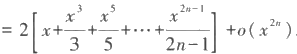 = 2[x + x^3/3 + x^5/5 + ··· + x^{2n-1}/(2n-1)] + o(x^{2n}).